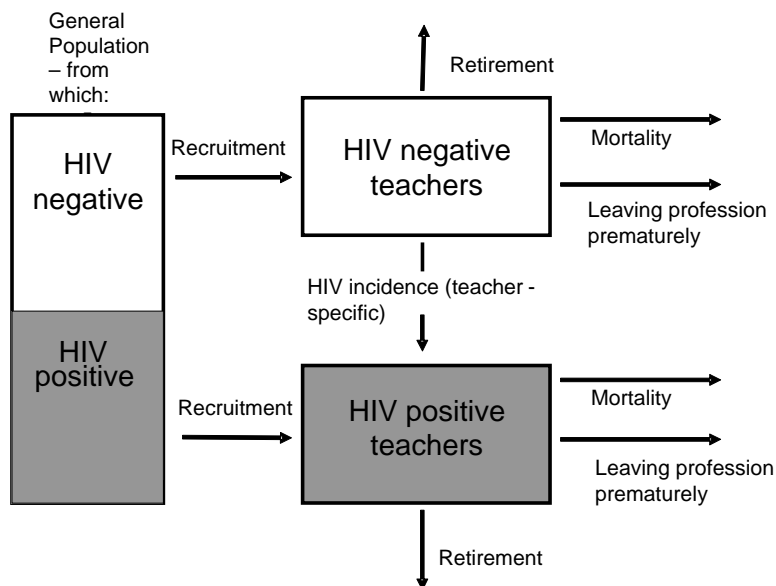 General
Population
– from
which:
HIV
negative
HIV
positive
Recruitment
Retirement
HIV negative
teachers
Mortality
Leaving profession
prematurely
HIV incidence (teacher -
specific)
Recruitment
HIV positive
teachers
Mortality
Leaving profession
prematurely
Retirement